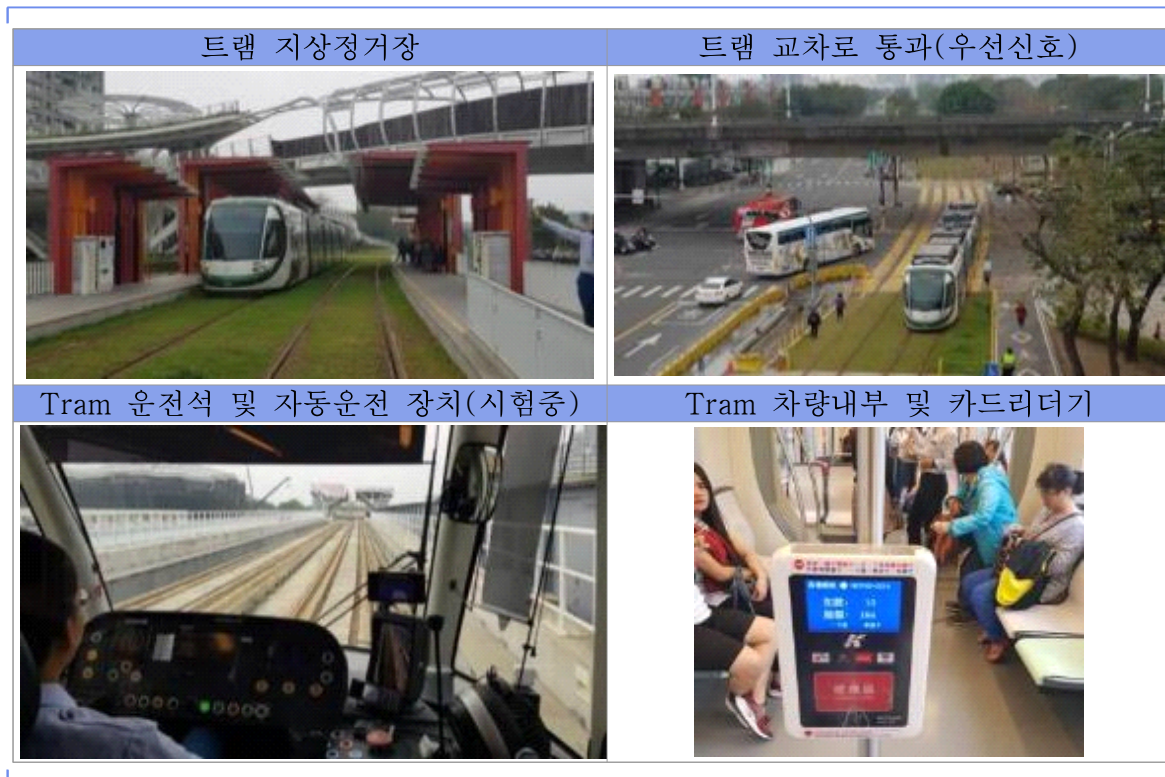 트램 지상정거장
트램 교차로 통과(우선신호)
Tram 운전석 및 자동운전 장치(시험중)
Tram 차량내부 및 카드리더기